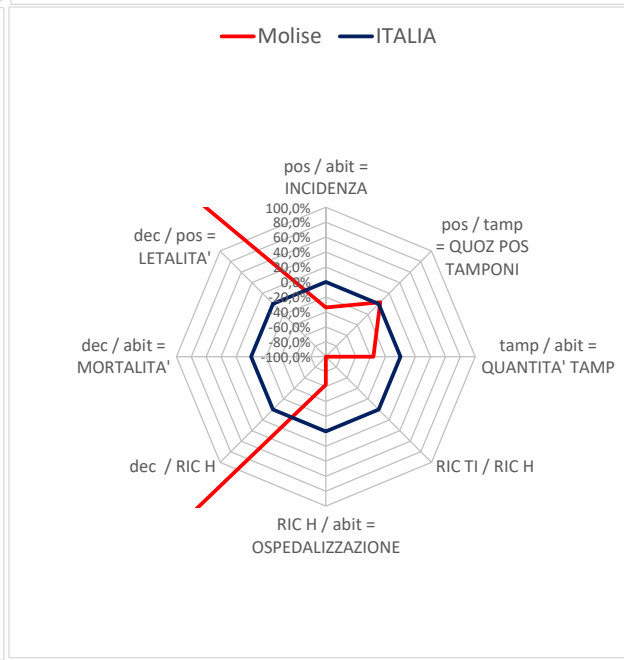 Molise ITALIA
pos / abit =
INCIDENZA
pos / tamp
= QUOZ POS
TAMPONI
tamp / abit =
QUANTITA' TAMP
RIC TI / RIC H
RIC H / abit =
OSPEDALIZZAZIONE
dec / RIC H
dec / abit =
MORTALITA'
dec / pos =
LETALITA'
100,0%
80,0%
60,0%
40,0%
20,0%
0,0%
-20,0%
-40,0%
-60,0%
-80,0%
-100,0%